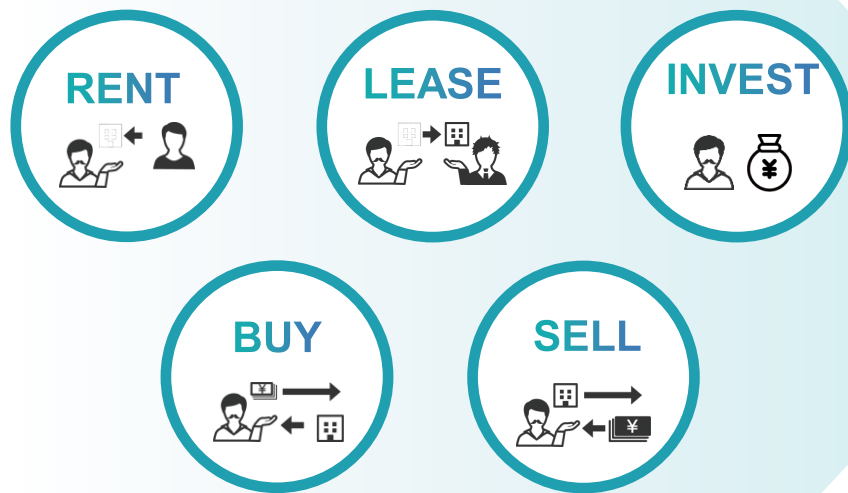 RENT
LEASE
INVEST
¥
BUY
¥
SELL
¥